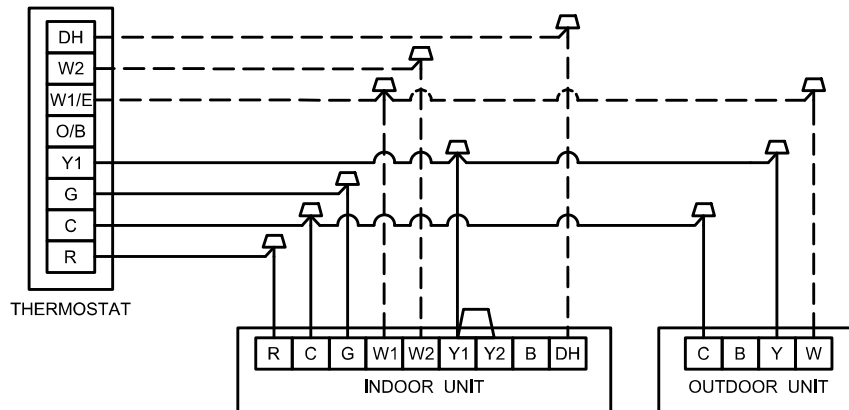 DH
W2
W1/E
O/B
Y1
G
C
R
THERMOSTAT
R C G W1 W2 Y1 Y2 B DH
INDOOR UNIT
C B Y W
OUTDOOR UNIT